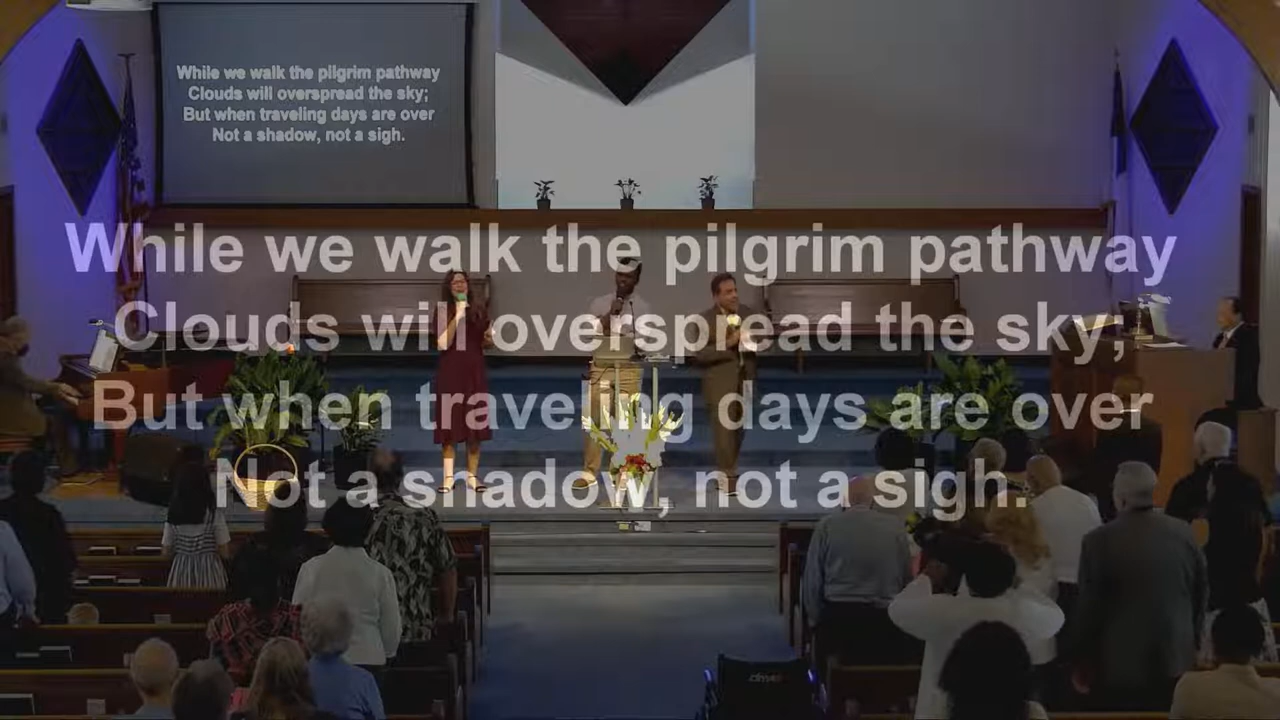 While we walk the pilgrim pathway
Clouds will overspread the sky;
But when traveling days are over
Not a shadow, not a sigh.
While we walk the pilgrim pathway
Clouds will overspread the sky;
But when traveling days are over
Not a shadow, not a sigh.
drive